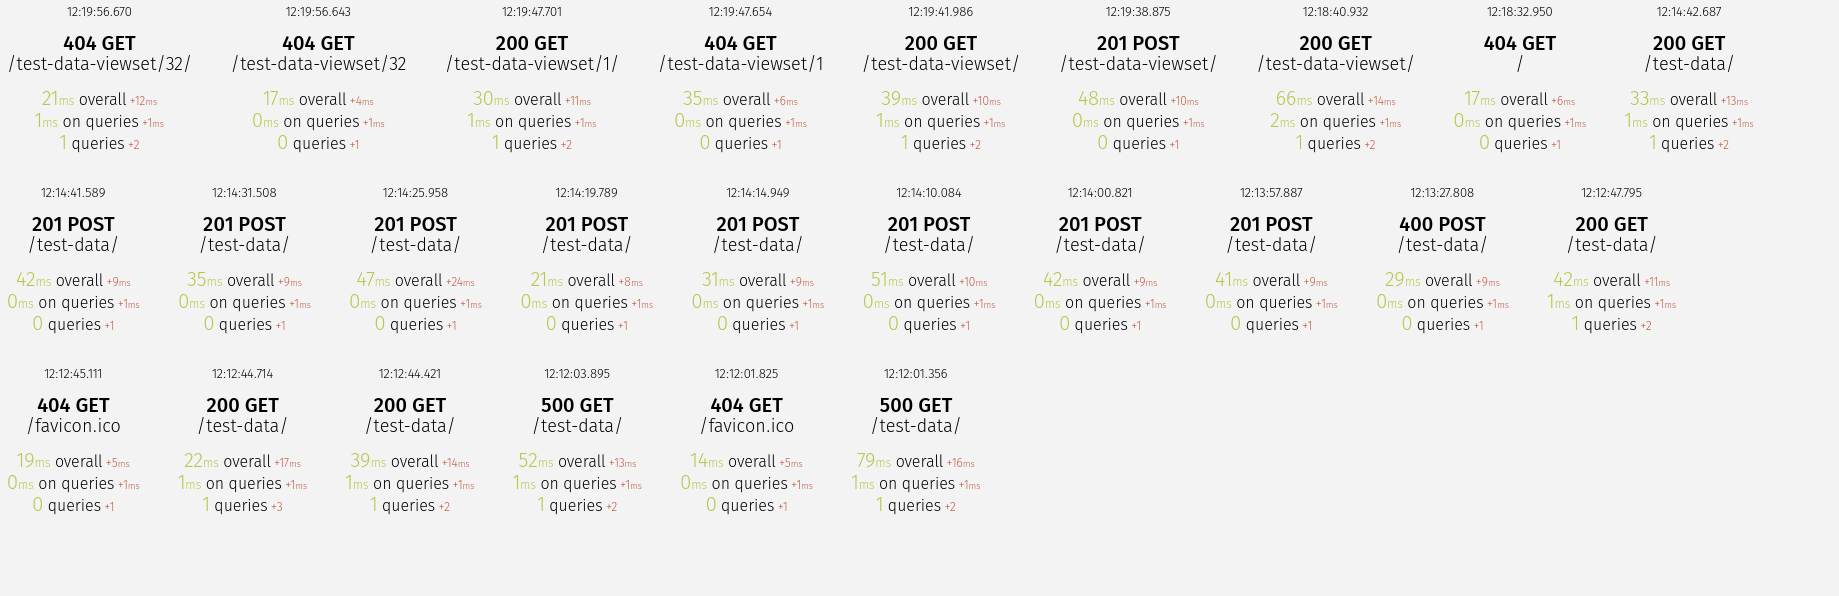 12:19:56.670
404 GET
/test-data-viewset/32/
21ms overall +12ms
1ms on queries +1ms
1 queries +2
12:19:56.643
404 GET
/test-data-viewset/32
17ms overall +4ms
0ms on queries +1ms
0 queries +1
12:19:47.701
200 GET
/test-data-viewset/1/
30ms overall +11ms
1ms on queries +1ms
1 queries +2
12:19:47.654
404 GET
/test-data-viewset/1
35ms overall +6ms
0ms on queries +1ms
0 queries +1
12:19:41.986
200 GET
/test-data-viewset/
39ms overall +10ms
1ms on queries +1ms
1 queries +2
12:19:38.875
201 POST
/test-data-viewset/
48ms overall +10ms
0ms on queries +1ms
0 queries +1
12:18:40.932
200 GET
/test-data-viewset/
66ms overall +14ms
2ms on queries +1ms
1 queries +2
12:18:32.950
404 GET
/
17ms overall +6ms
0ms on queries +1ms
0 queries +1
12:14:42.687
200 GET
/test-data/
33ms overall +13ms
1ms on queries +1ms
1 queries +2
12:14:41.589
201 POST
/test-data/
42ms overall +9ms
0ms on queries +1ms
0 queries +1
12:14:31.508
201 POST
/test-data/
35ms overall +9ms
0ms on queries +1ms
0 queries +1
12:14:25.958
201 POST
/test-data/
47ms overall +24ms
0ms on queries +1ms
0 queries +1
12:14:19.789
201 POST
/test-data/
21ms overall +8ms
0ms on queries +1ms
0 queries +1
12:14:14.949
201 POST
/test-data/
31ms overall +9ms
0ms on queries +1ms
0 queries +1
12:14:10.084
201 POST
/test-data/
51ms overall +10ms
0ms on queries +1ms
0 queries +1
12:14:00.821
201 POST
/test-data/
42ms overall +9ms
0ms on queries +1ms
0 queries +1
12:13:57.887
201 POST
/test-data/
41ms overall +9ms
0ms on queries +1ms
0 queries +1
12:13:27.808
400 POST
/test-data/
29ms overall +9ms
0ms on queries +1ms
0 queries +1
12:12:47.795
200 GET
/test-data/
42ms overall +11ms
1ms on queries +1ms
1 queries +2
12:12:45.111
404 GET
/favicon.ico
19ms overall +5ms
0ms on queries +1ms
0 queries +1
12:12:44.714
200 GET
/test-data/
22ms overall +17ms
1ms on queries +1ms
1 queries +3
12:12:44.421
200 GET
/test-data/
39ms overall +14ms
1ms on queries +1ms
1 queries +2
12:12:03.895
500 GET
/test-data/
52ms overall +13ms
1ms on queries +1ms
1 queries +2
12:12:01.825
404 GET
/favicon.ico
14ms overall +5ms
0ms on queries +1ms
0 queries +1
12:12:01.356
500 GET
/test-data/
79ms overall +16ms
1ms on queries +1ms
1 queries +2